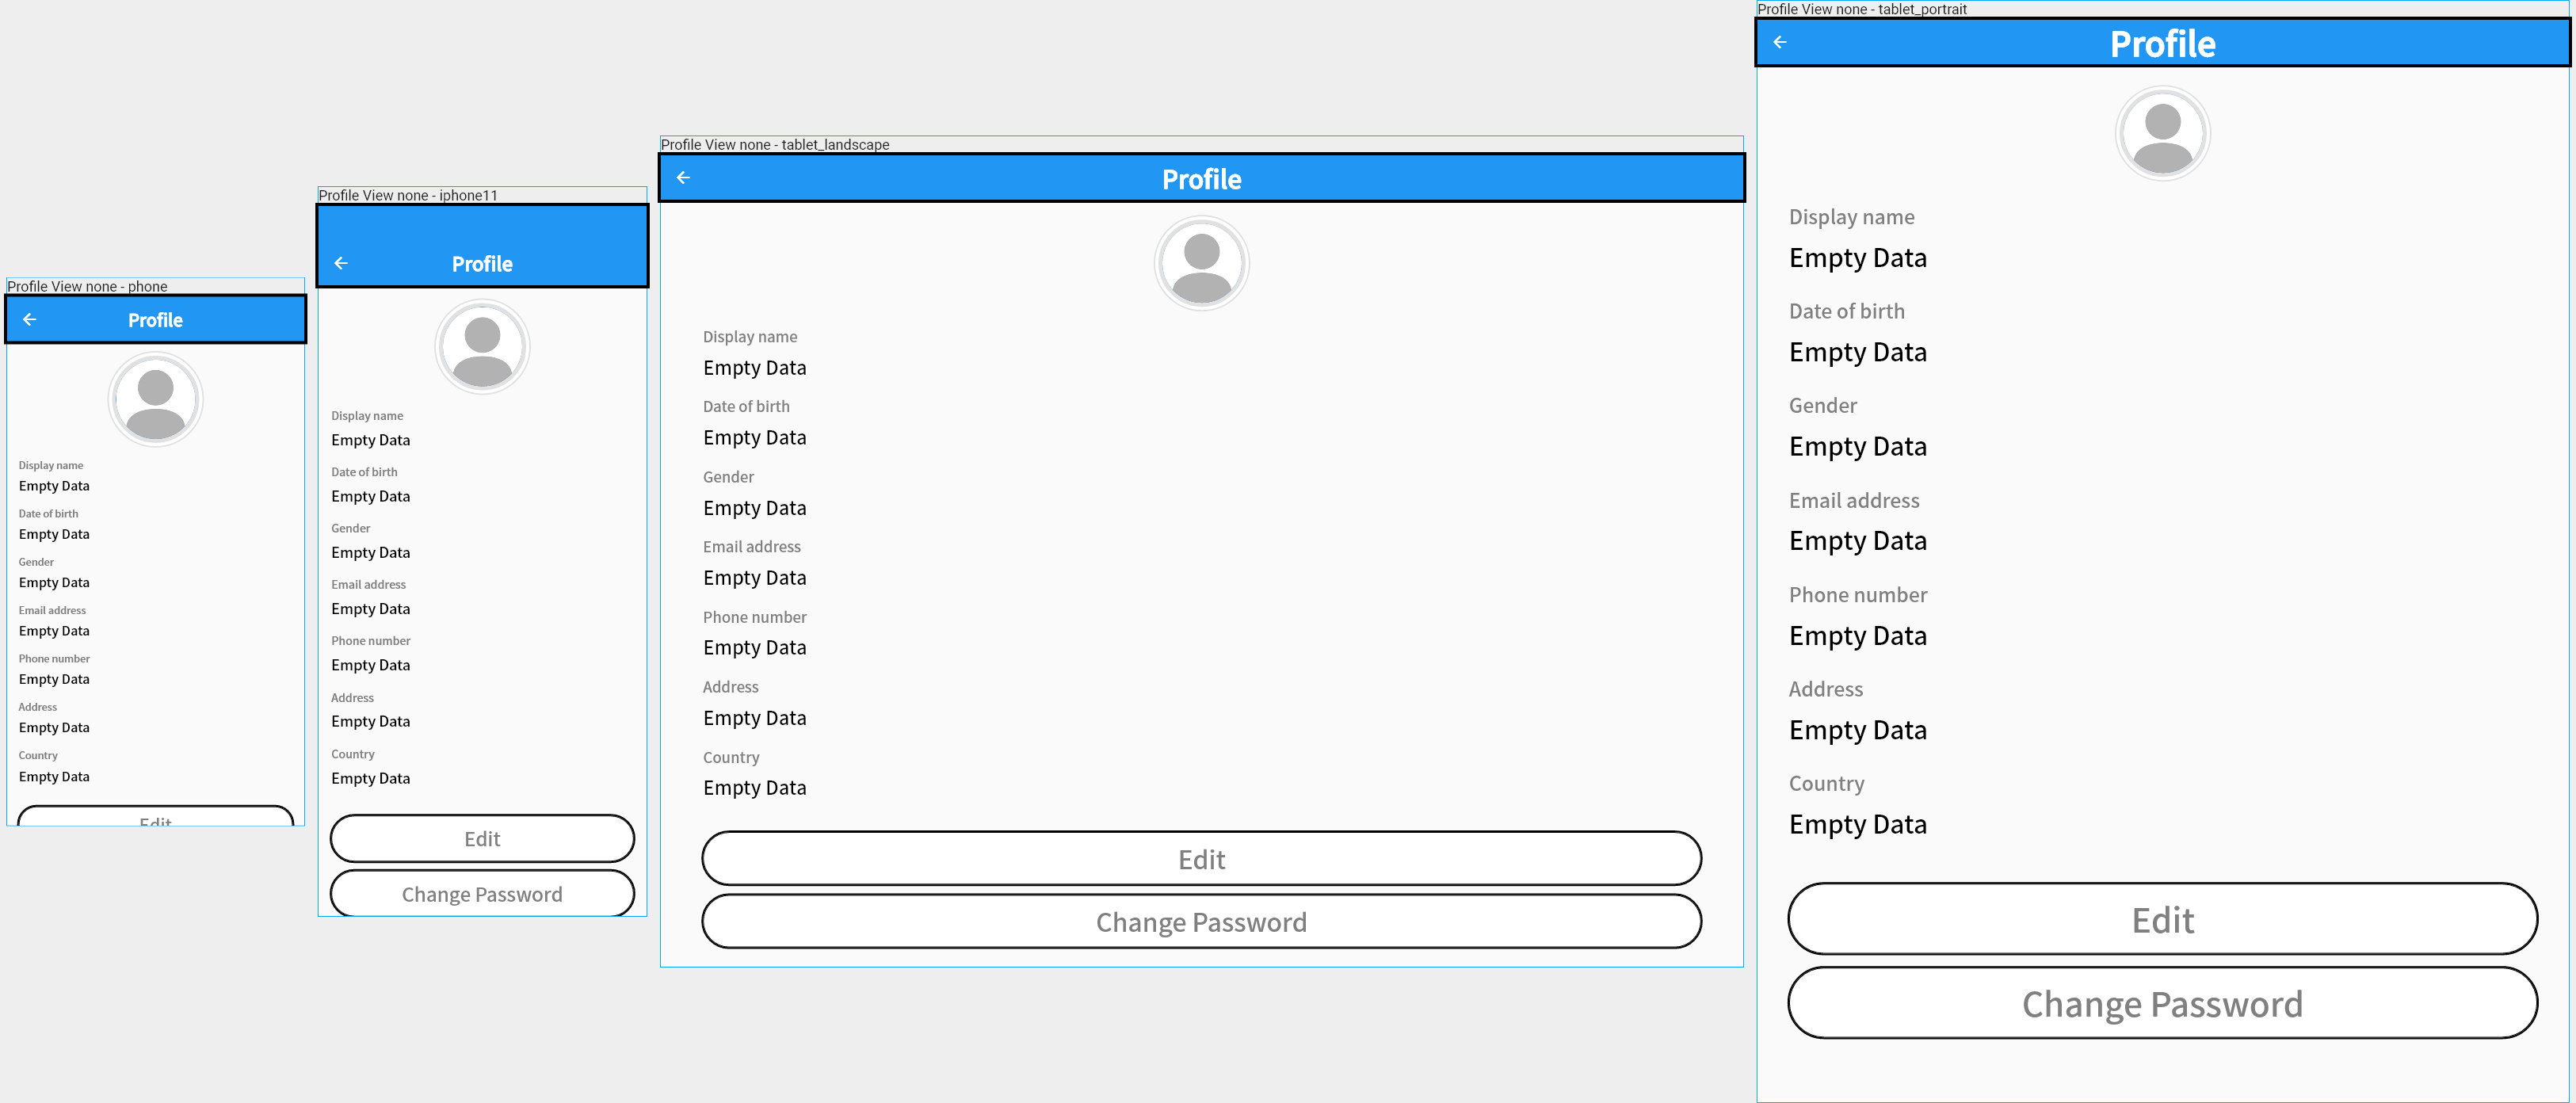 Profile View none - phone
Profile
Display name
Empty Data
Date of birth
Empty Data
Gender
Empty Data
Email address
Empty Data
Phone number
Empty Data
Address
Empty Data
Country
Empty Data
Edit
Profile View none - iphone11
Profile
Display name
Empty Data
Date of birth
Empty Data
Gender
Empty Data
Email address
Empty Data
Phone number
Empty Data
Address
Empty Data
Country
Empty Data
Edit
Change Password
Profile View none - tablet_landscape
Profile
Display name
Empty Data
Date of birth
Empty Data
Gender
Empty Data
Email address
Empty Data
Phone number
Empty Data
Address
Empty Data
Country
Empty Data
Edit
Change Password
Profile View none - tablet_portrait
Profile
Display name
Empty Data
Date of birth
Empty Data
Gender
Empty Data
Email address
Empty Data
Phone number
Empty Data
Address
Empty Data
Country
Empty Data
Edit
Change Password